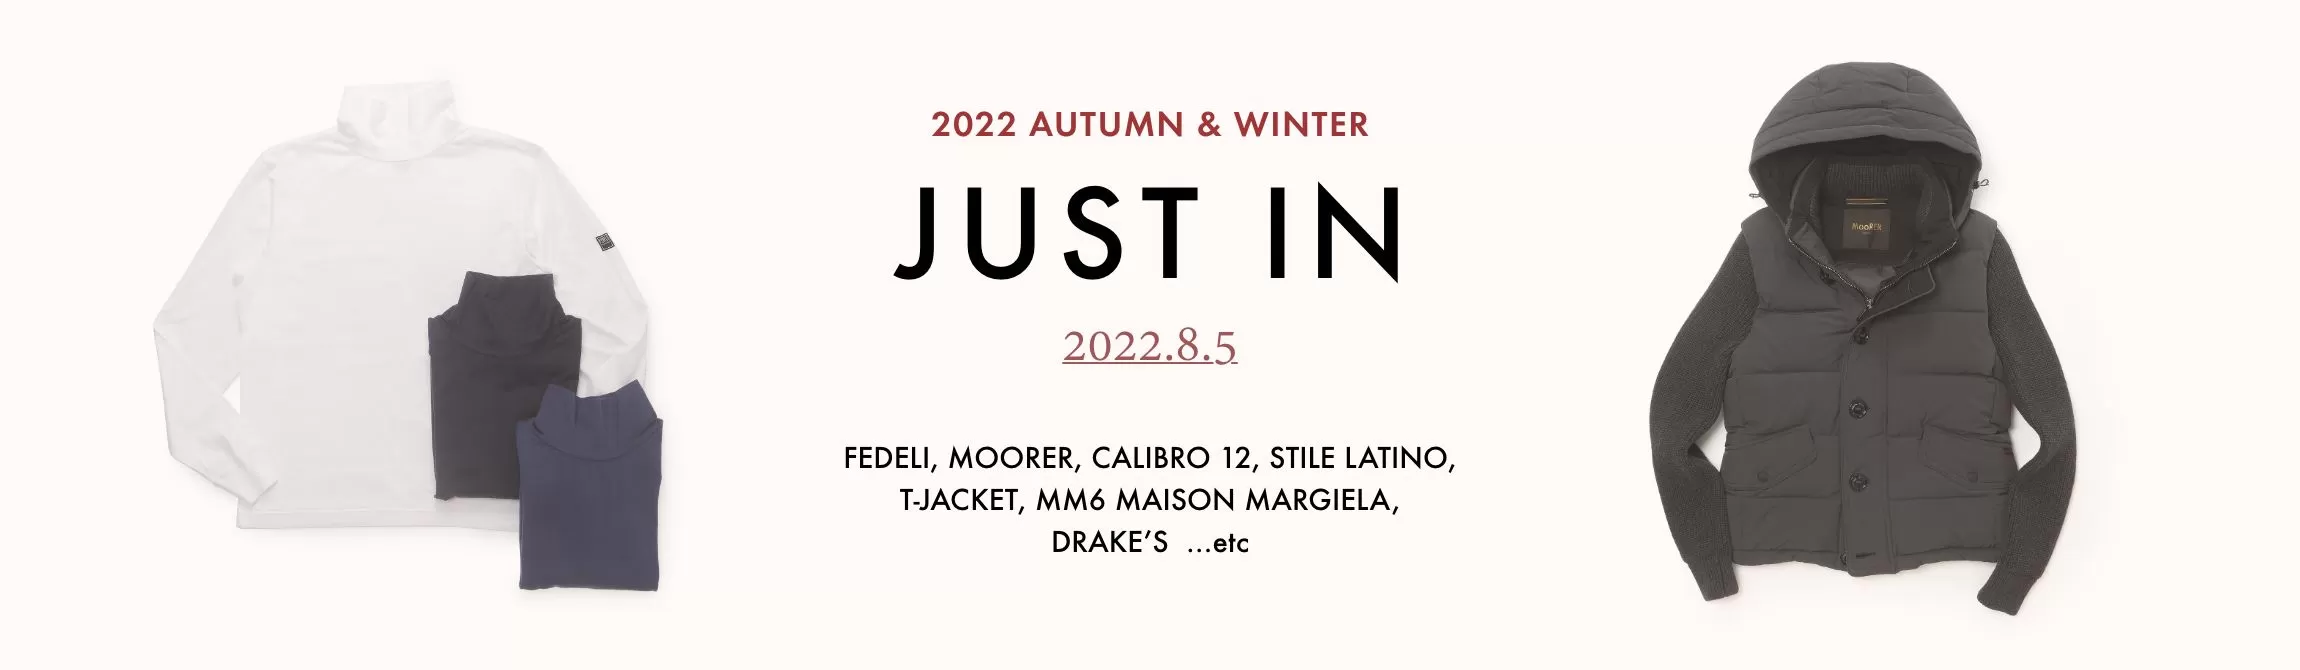 2022 AUTUMN & WINTER
JUST IN
2022.8.5
FEDELI, MOORER, CALIBRO 12, STILE LATINO,
T-JACKET, MM6 MAISON MARGIELA,
DRAKE’S ...etc
MooRER